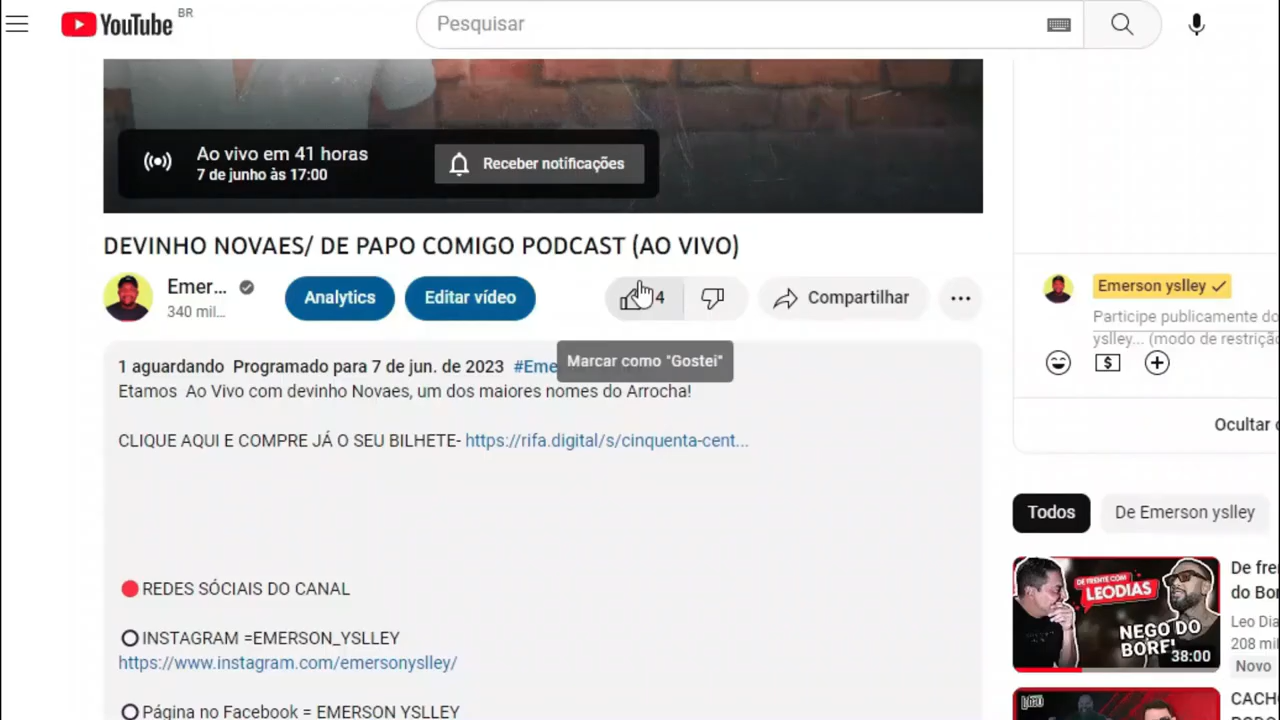 YouTube BR
Pesquisar
Ao vivo em 41 horas
7 de junho às 17:00
Receber notificações
DEVINHO NOVAES/ DE PAPO COMIGO PODCAST (AO VIVO)
Emer...
340 mil...
Analytics
Editar vídeo
4
Compartilhar
Marcar como "Gostei"
1 aguardando Programado para 7 de jun. de 2023 #Eme
Etamos Ao Vivo com devinho Novaes, um dos maiores nomes do Arrocha!
CLIQUE AQUI E COMPRE JÁ O SEU BILHETE- https://rifa.digital/s/cinquenta-cent...
REDES SÓCIAIS DO CANAL
INSTAGRAM =EMERSON_YSLLEY
https://www.instagram.com/emersonyslley/
Página no Facebook = EMERSON YSLLEY
Emerson yslley
Participe publicamente do
yslley... (modo de restrição
Ocultar
Todos
De Emerson yslley
DE FRENTE COM
LEODIAS
NEGO DO
BOREL
38:00
De fre
do Bor
Leo Dia
208 mil
Novo
CACH